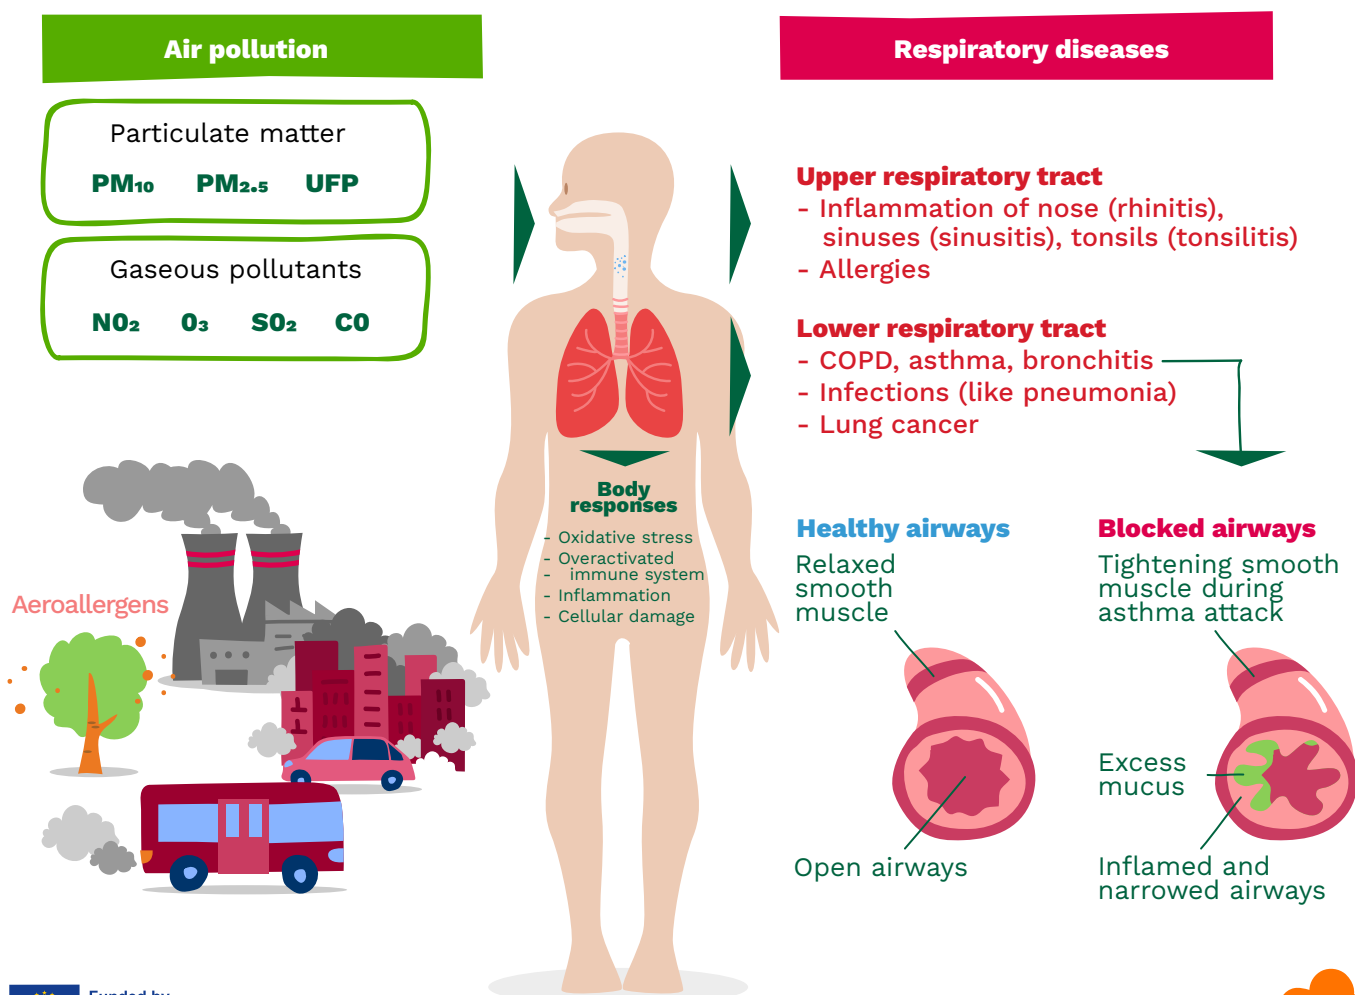 Air pollution
Particulate matter
PM₁₀ PM₂.₅ UFP
Gaseous pollutants
NO₂ O₃ SO₂ CO
Aeroallergens
Body
responses
- Oxidative stress
- Overactivated
- immune system
- Inflammation
- Cellular damage
Respiratory diseases
Upper respiratory tract
- Inflammation of nose (rhinitis),
sinuses (sinusitis), tonsils (tonsilitis)
- Allergies
Lower respiratory tract
- COPD, asthma, bronchitis
- Infections (like pneumonia)
- Lung cancer
Healthy airways
Relaxed
smooth
muscle
Open airways
Blocked airways
Tightening smooth
muscle during
asthma attack
Excess
mucus
Inflamed and
narrowed airways
Funded by